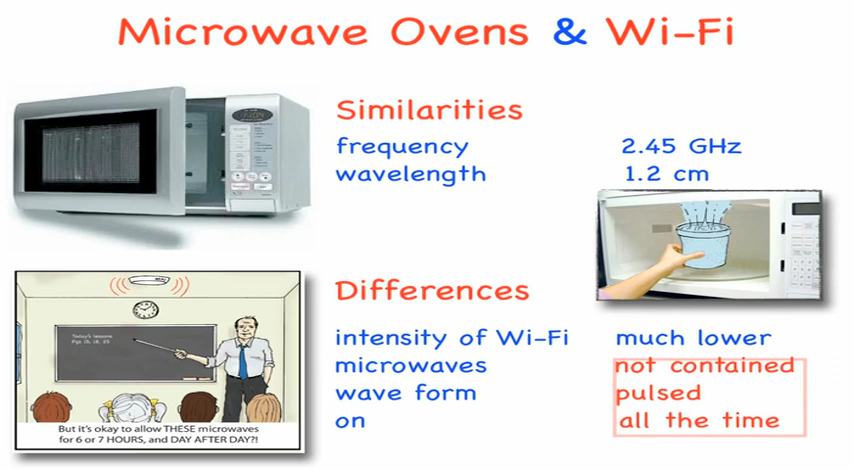 Microwave Ovens & Wi-Fi
Similarities
frequency 2.45 GHz
wavelength 1.2 cm
Differences
intensity of Wi-Fi much lower
microwaves not contained
wave form pulsed
on all the time
Today's lessons
But it's okay to allow THESE microwaves
for 6 or 7 HOURS, and DAY AFTER DAY?!